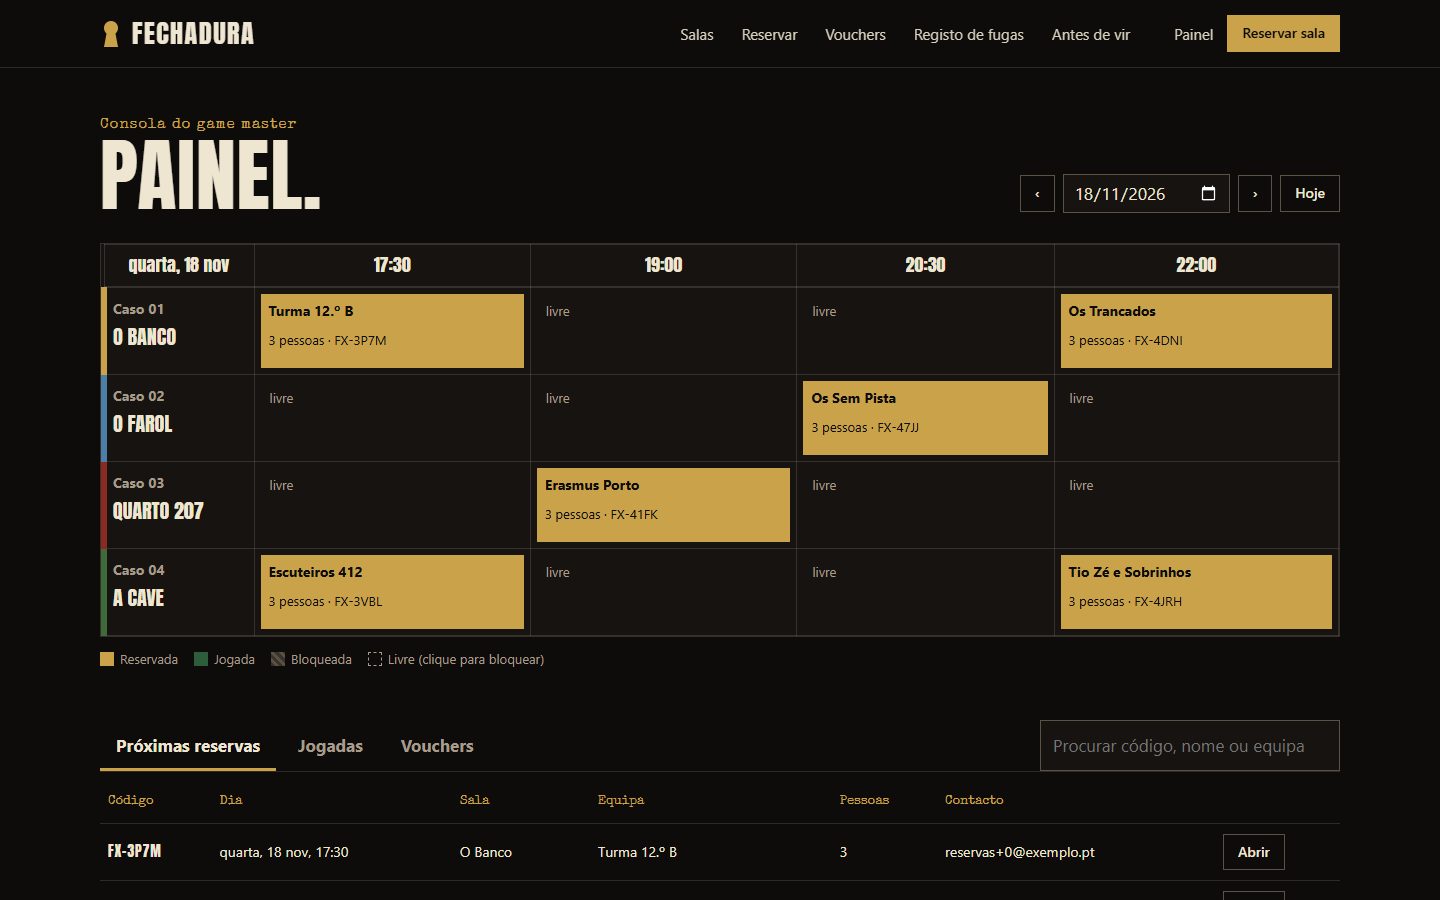 FECHADURA
Salas Reservar Vouchers Registo de fugas Antes de vir Painel Reservar sala
Consola do game master
PAINEL.
‹ 18/11/2026 › Hoje
quarta, 18 nov 17:30 19:00 20:30 22:00
Caso 01
O BANCO
Turma 12.º B
3 pessoas · FX-3P7M
livre
livre
Os Trancados
3 pessoas · FX-4DNI
Caso 02
O FAROL
livre
livre
Os Sem Pista
3 pessoas · FX-47JJ
livre
Caso 03
QUARTO 207
livre
Erasmus Porto
3 pessoas · FX-41FK
livre
livre
Caso 04
A CAVE
Escuteiros 412
3 pessoas · FX-3VBL
livre
livre
Tio Zé e Sobrinhos
3 pessoas · FX-4JRH
Reservada Jogada Bloqueada Livre (clique para bloquear)
Próximas reservas Jogadas Vouchers Procurar código, nome ou equipa
Código Dia Sala Equipa Pessoas Contacto
FX-3P7M quarta, 18 nov, 17:30 O Banco Turma 12.º B 3 reservas+0@exemplo.pt Abrir